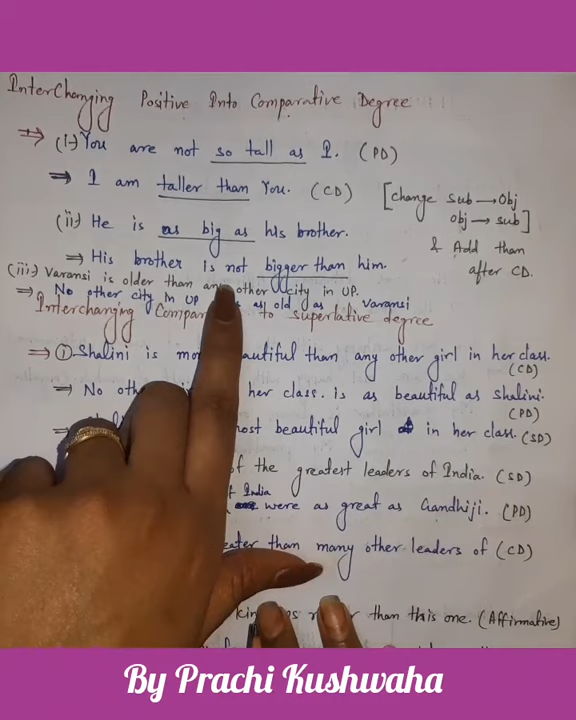 InterChanging Positive Into Comparative Degree
⇒ (i-) You are not so tall as I. (PD)
⇒ I am taller than You. (CD) [change sub → Obj
obj → sub]
(ii-) He is as big as his brother. & Add than
⇒ His brother is not bigger than him. after CD.
(iii-) Varansi is older than any other city in UP.
⇒ No other city in UP as old as Varansi
Interchanging to superlative degree
⇒ ① Shalini is beautiful than any other girl in her class.
(CD)
⇒ No her class. is as beautiful as shalini.
(PD)
⇒ beautiful girl in her class. (SD)
of the greatest leaders of India. (SD)
India
were as great as Gandhiji. (PD)
than many other leaders of (CD)
than this one. (Affirmative)
By Prachi Kushwaha